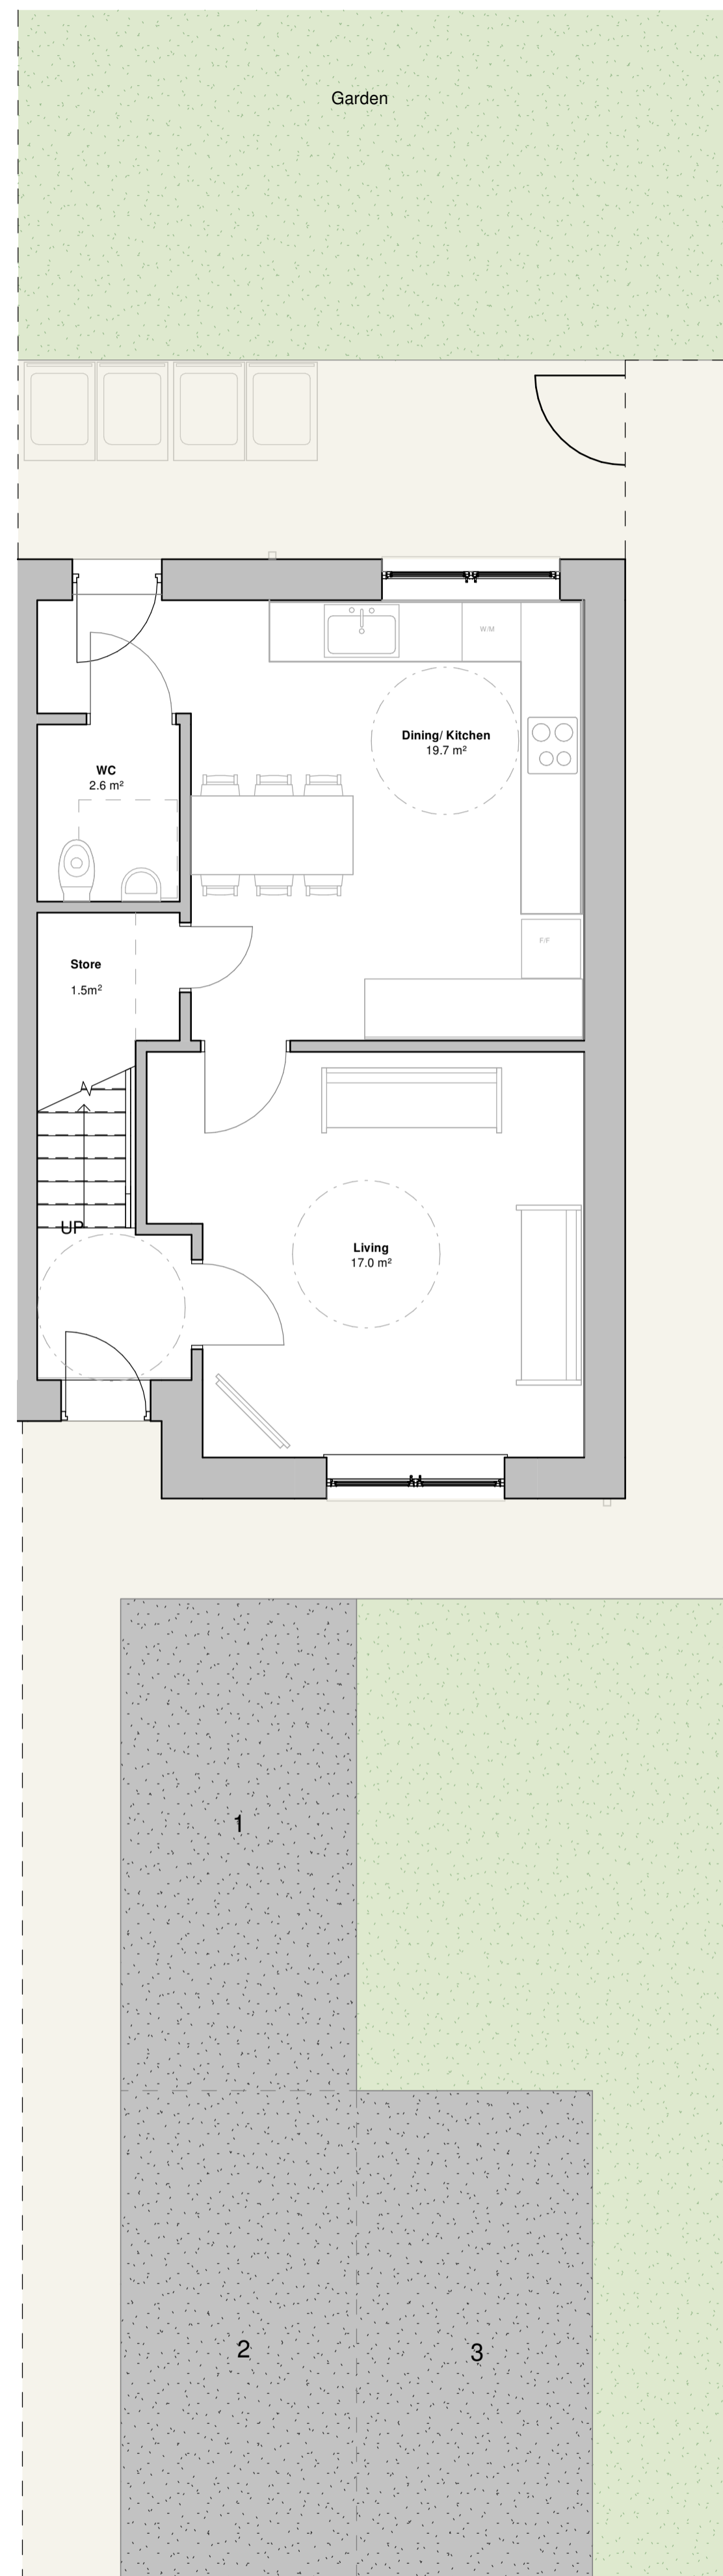 Garden
W/M
Dining/ Kitchen
19.7 m²
WC
2.6 m²
F/F
Store
1.5m²
UP
Living
17.0 m²
1
2
3